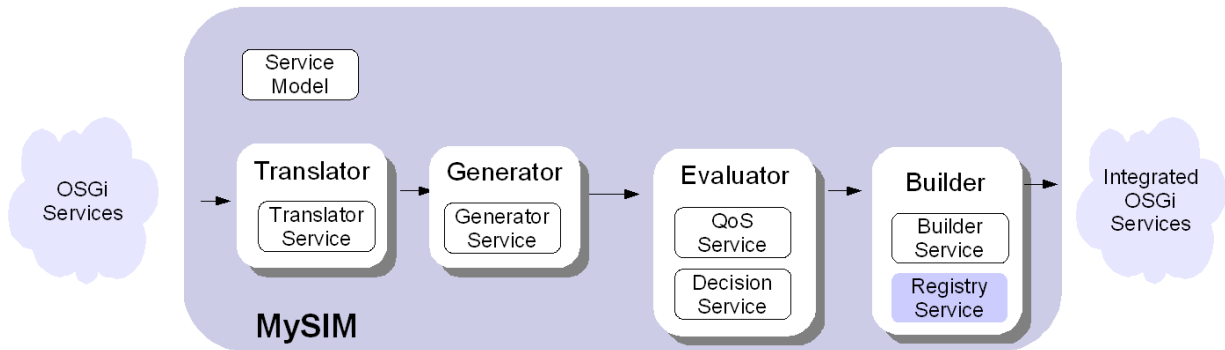 Service
Model
OSGi
Services
Translator
Translator
Service
Generator
Generator
Service
Evaluator
QoS
Service
Decision
Service
Builder
Builder
Service
Registry
Service
Integrated
OSGi
Services
MySIM